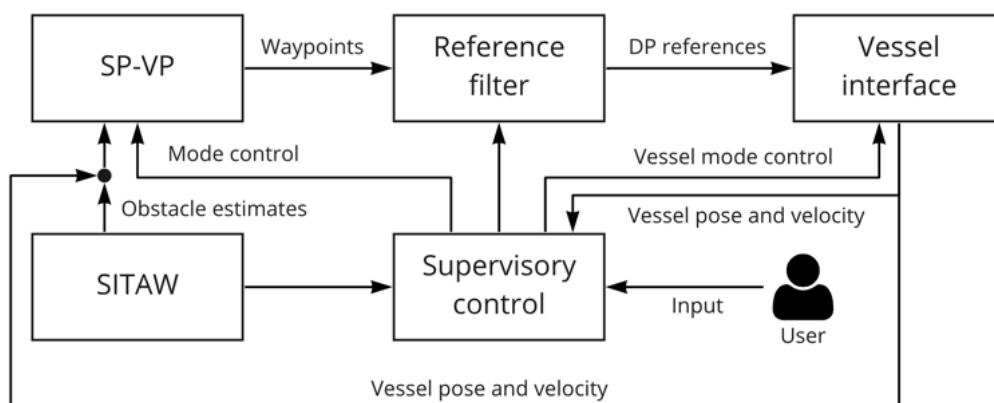 SP-VP
Waypoints
Reference
filter
DP references
Vessel
interface
Mode control
Vessel mode control
Obstacle estimates
Vessel pose and velocity
SITAW
Supervisory
control
Input
User
Vessel pose and velocity